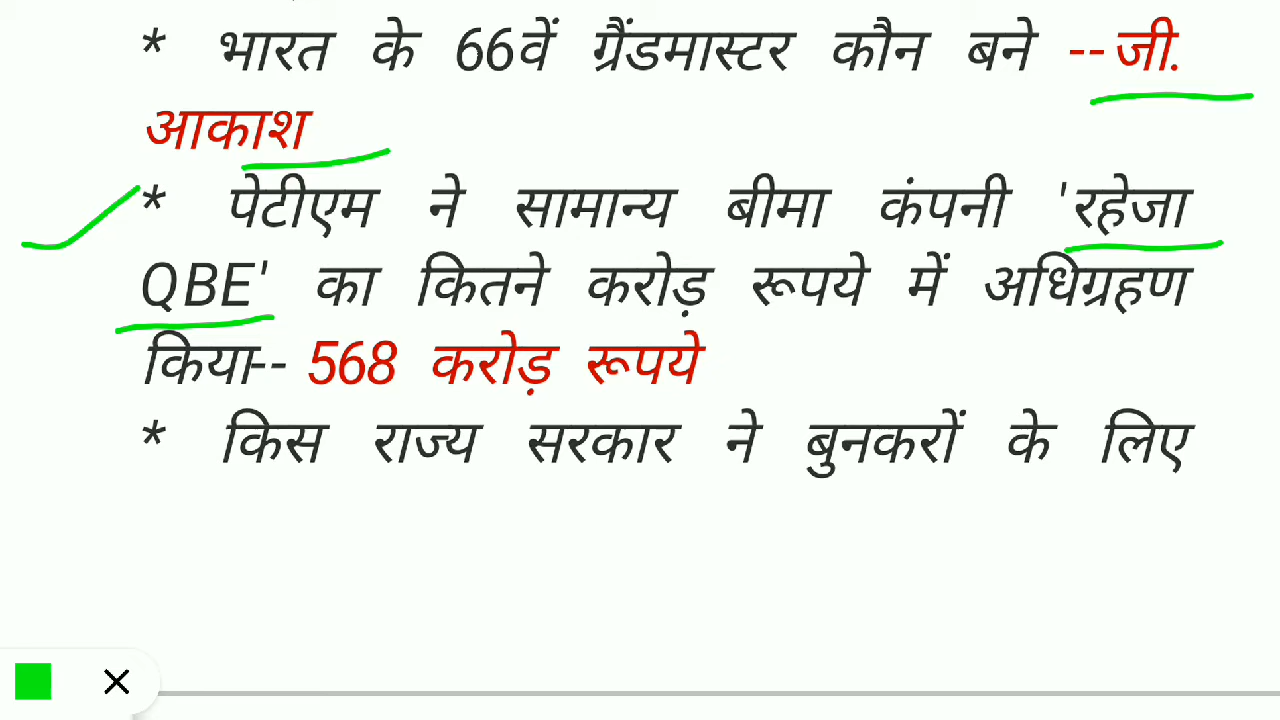 * भारत के 66वें ग्रैंडमास्टर कौन बने --जी.
आकाश
* पेटीएम ने सामान्य बीमा कंपनी 'रहेजा
QBE' का कितने करोड़ रूपये में अधिग्रहण
किया-- 568 करोड़ रूपये
* किस राज्य सरकार ने बुनकरों के लिए